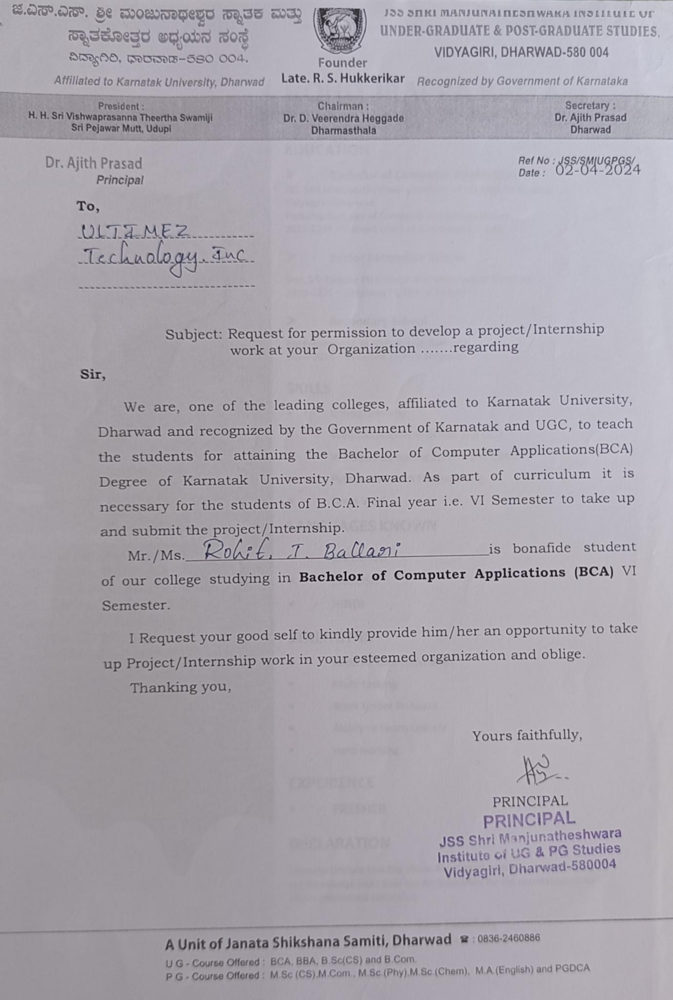 ಜ.ಎಸ್.ಎಸ್. ಶ್ರೀ ಮಂಜುನಾಥೇಶ್ವರ ಸ್ನಾತಕ ಮತ್ತು
ಸ್ನಾತಕೋತ್ತರ ಅಧ್ಯಯನ ಸಂಸ್ಥೆ
ವಿದ್ಯಾಗಿರಿ, ಧಾರವಾಡ-580 004.
Affiliated to Karnatak University, Dharwad
Founder
Late. R. S. Hukkerikar
JSS SHRI MANJUNATHESHWARA INSTITUTE OF
UNDER-GRADUATE & POST-GRADUATE STUDIES,
VIDYAGIRI, DHARWAD-580 004
Recognized by Government of Karnataka
President :
H. H. Sri Vishwaprasanna Theertha Swamiji
Sri Pejawar Mutt, Udupi
Chairman :
Dr. D. Veerendra Heggade
Dharmasthala
Secretary :
Dr. Ajith Prasad
Dharwad
Dr. Ajith Prasad
Principal
Ref No : JSS/SMIUGPGS/
Date : 02-04-2024
To,
ULTIMEZ
Technology, Inc
Subject: Request for permission to develop a project/Internship
work at your Organization .......regarding
Sir,
We are, one of the leading colleges, affiliated to Karnatak University,
Dharwad and recognized by the Government of Karnatak and UGC, to teach
the students for attaining the Bachelor of Computer Applications(BCA)
Degree of Karnatak University, Dharwad. As part of curriculum it is
necessary for the students of B.C.A. Final year i.e. VI Semester to take up
and submit the project/Internship.
Mr./Ms. Rohit. I. Ballari is bonafide student
of our college studying in Bachelor of Computer Applications (BCA) VI
Semester.
I Request your good self to kindly provide him/her an opportunity to take
up Project/Internship work in your esteemed organization and oblige.
Thanking you,
Yours faithfully,
PRINCIPAL
PRINCIPAL
JSS Shri Manjunatheshwara
Institute of UG & PG Studies
Vidyagiri, Dharwad-580004
A Unit of Janata Shikshana Samiti, Dharwad ☎ : 0836-2460886
U G - Course Offered : BCA, BBA, B.Sc(CS) and B.Com.
P G - Course Offered : M.Sc (CS),M.Com., M.Sc.(Phy),M.Sc.(Chem), M.A.(English) and PGDCA